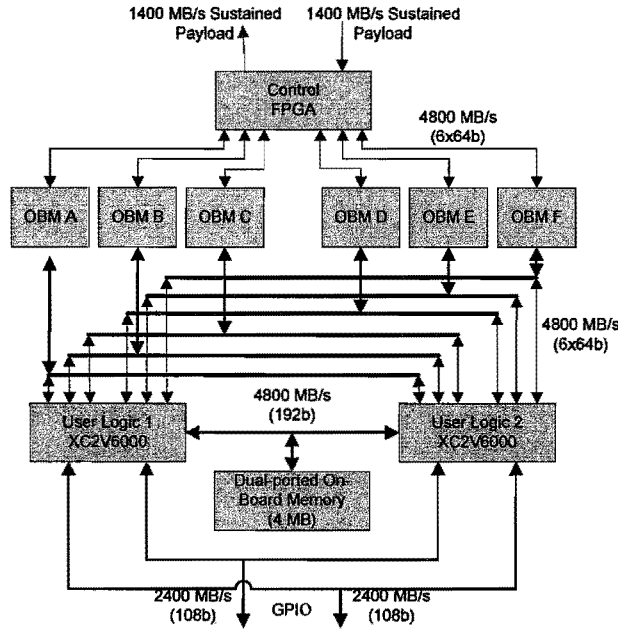 1400 MB/s Sustained
Payload
1400 MB/s Sustained
Payload
Control
FPGA
4800 MB/s
(6x64b)
OBM A
OBM B
OBM C
OBM D
OBM E
OBM F
4800 MB/s
(6x64b)
4800 MB/s
(192b)
User Logic 1
XC2V6000
User Logic 2
XC2V6000
Dual-ported On-
Board Memory
(4 MB)
2400 MB/s
(108b)
GPIO
2400 MB/s
(108b)